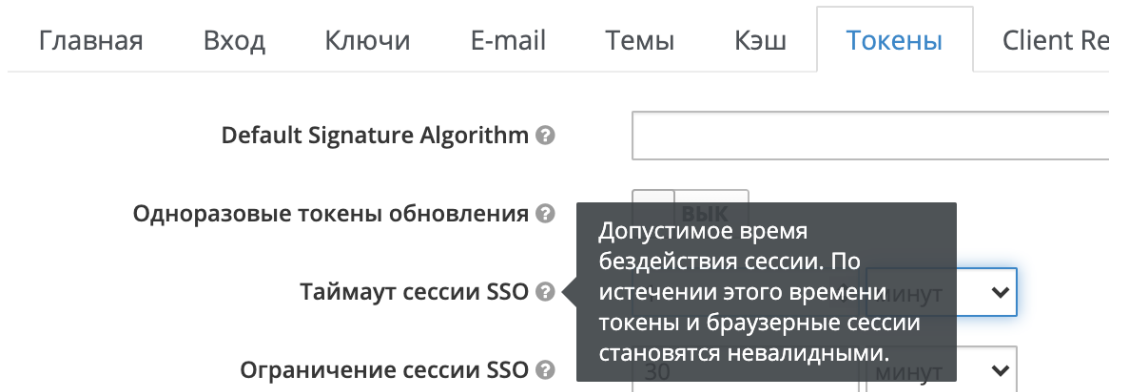 Главная Вход Ключи E-mail Темы Кэш Токены Client Re
Default Signature Algorithm
Одноразовые токены обновления ВЫК
Таймаут сессии SSO минут
Допустимое время
бездействия сессии. По
истечении этого времени
токены и браузерные сессии
становятся невалидными.
Ограничение сессии SSO 30 минут